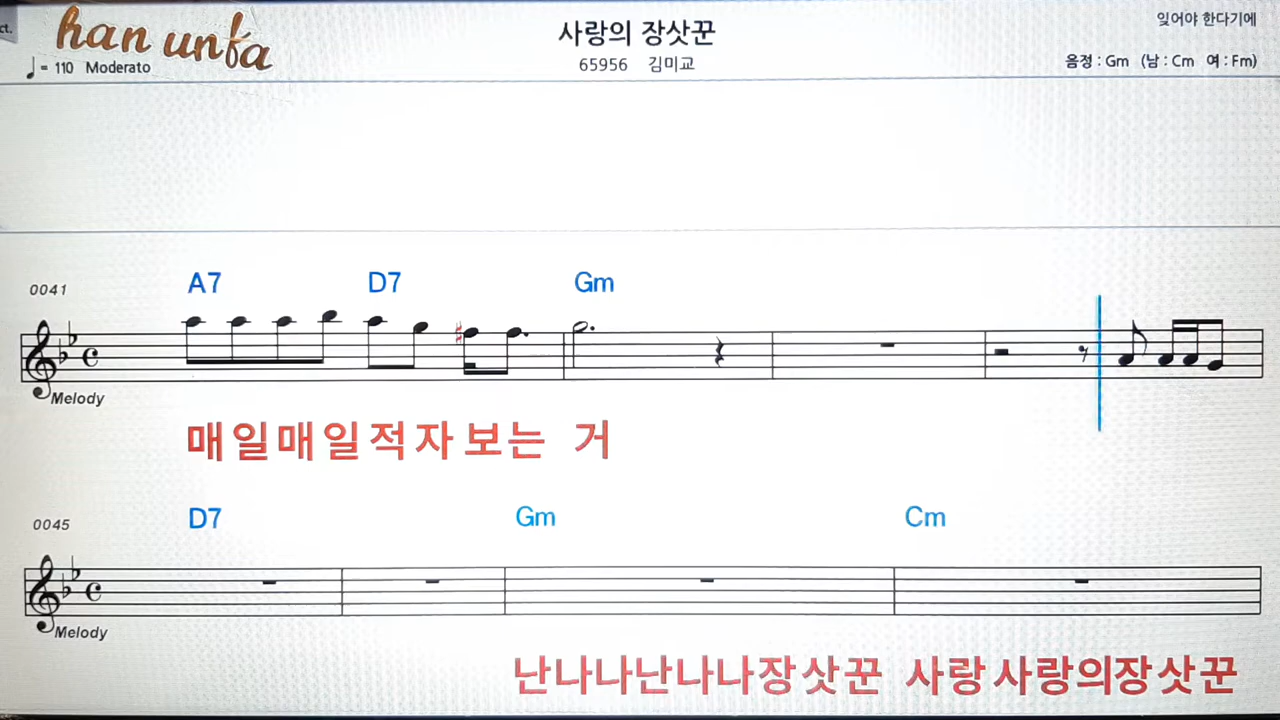 ct.
han unfa
사랑의 장삿꾼
잊어야 한다기에
♩= 110 Moderato
65956 김미교
음정 : Gm (남 : Cm 여 : Fm)
A7 D7 Gm
0041
Melody
매일매일적자보는 거
D7 Gm Cm
0045
Melody
난나나난나나장삿꾼 사랑사랑의장삿꾼